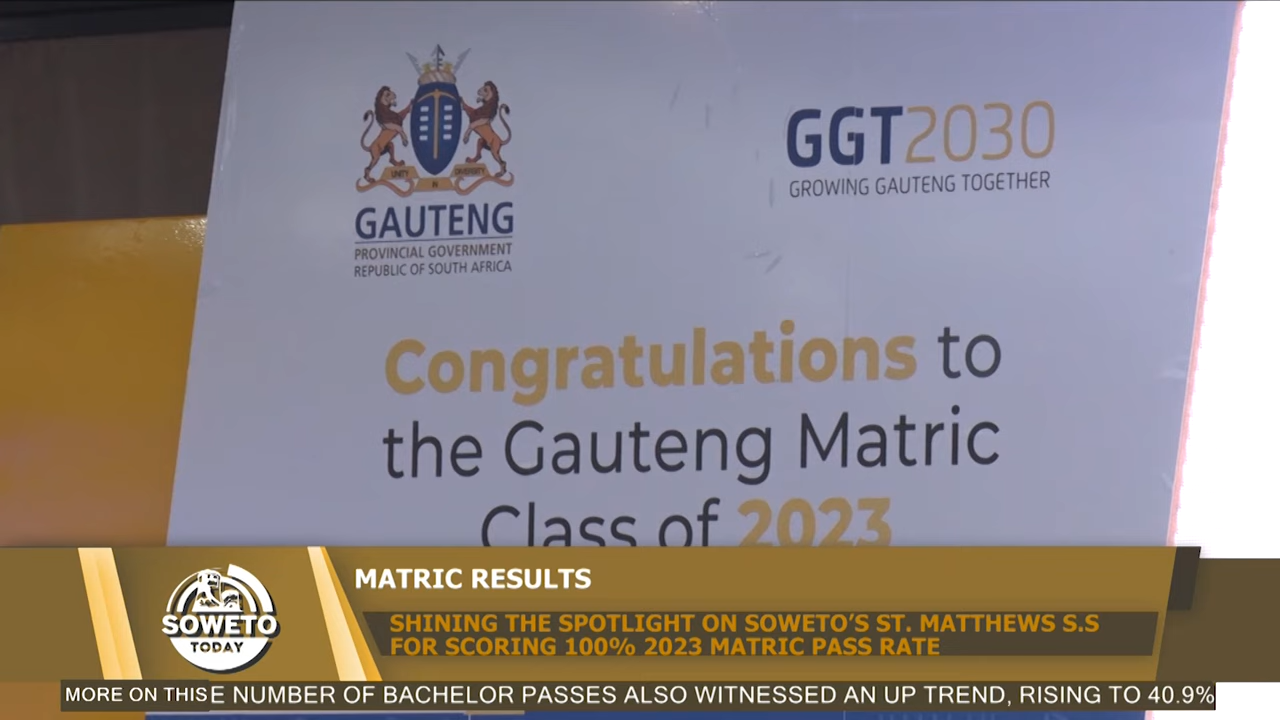 UNITY
IN
DIVERSITY
GAUTENG
PROVINCIAL GOVERNMENT
REPUBLIC OF SOUTH AFRICA
GGT2030
GROWING GAUTENG TOGETHER
Congratulations to
the Gauteng Matric
Class of 2023
MATRIC RESULTS
SHINING THE SPOTLIGHT ON SOWETO'S ST. MATTHEWS S.S
FOR SCORING 100% 2023 MATRIC PASS RATE
SOWETO
TODAY
MORE ON THIS
E NUMBER OF BACHELOR PASSES ALSO WITNESSED AN UP TREND, RISING TO 40.9%